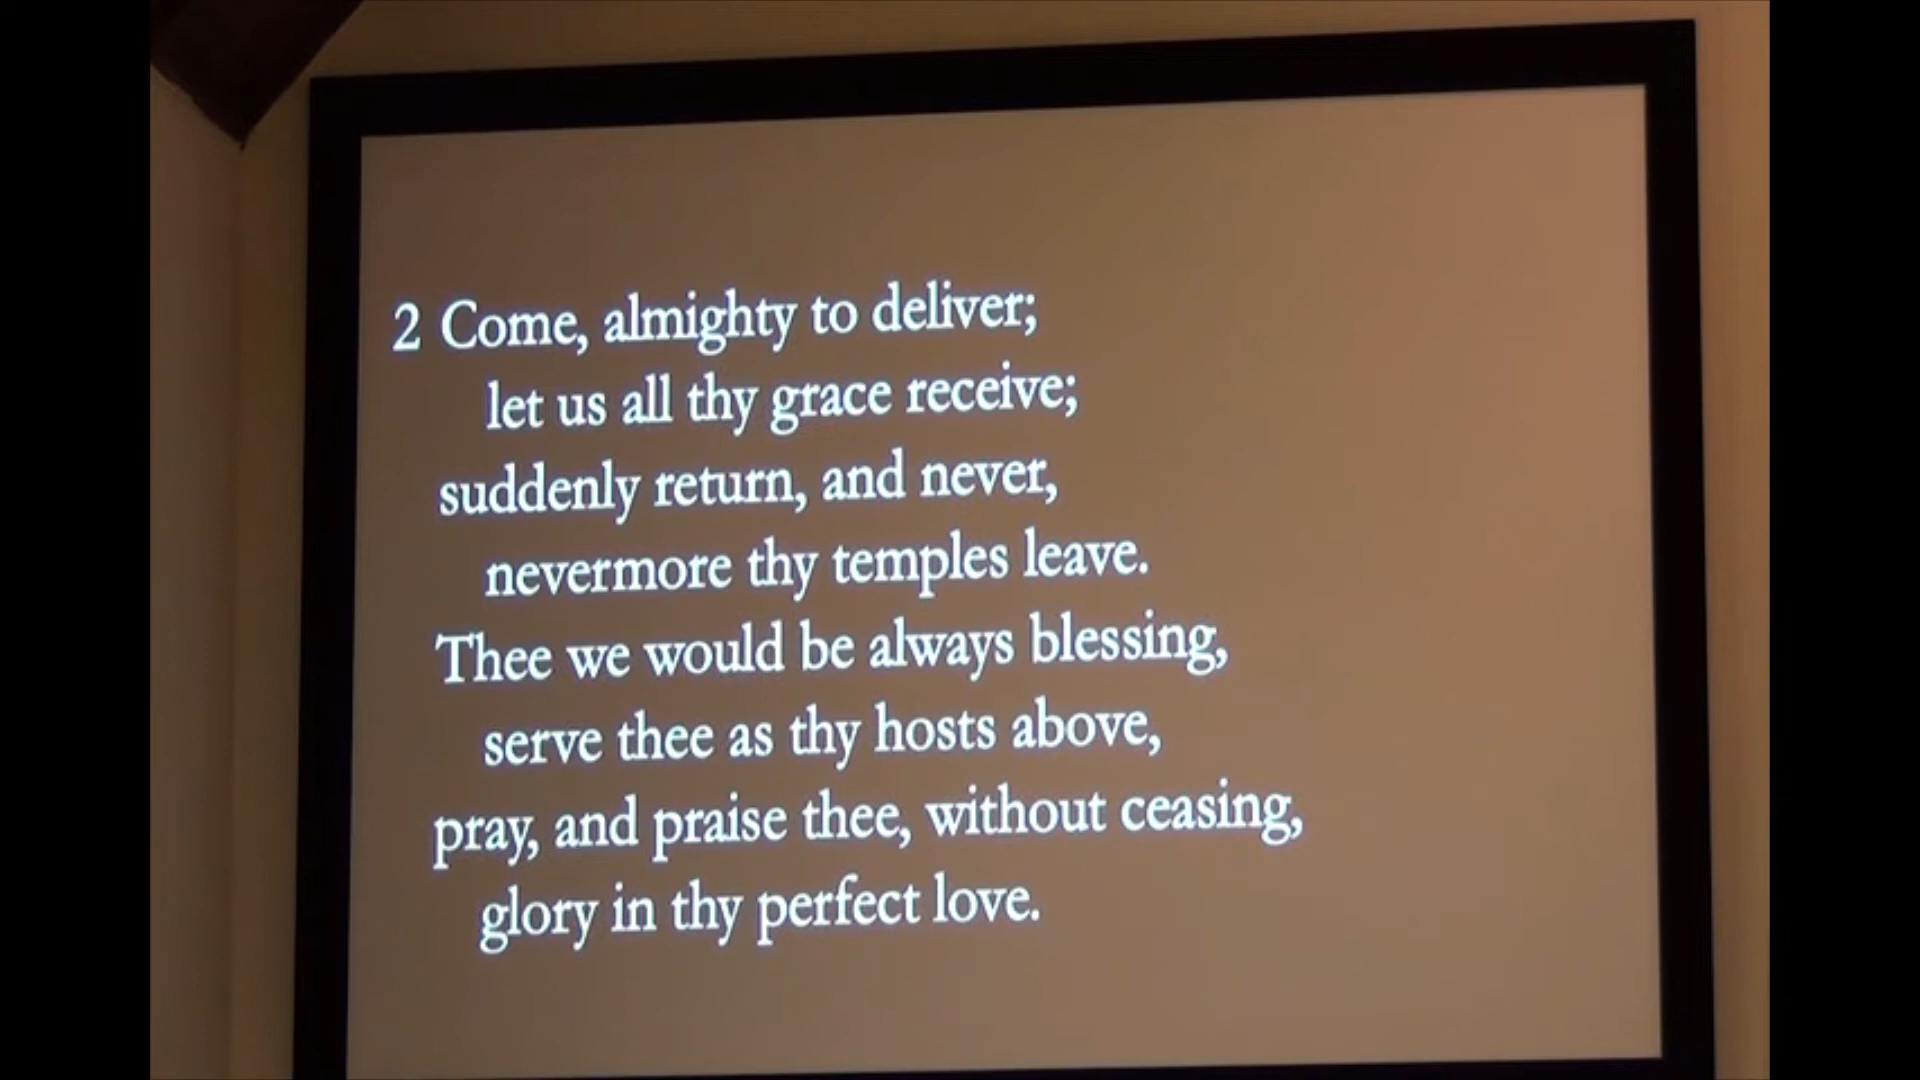 2 Come, almighty to deliver;
let us all thy grace receive;
suddenly return, and never,
nevermore thy temples leave.
Thee we would be always blessing,
serve thee as thy hosts above,
pray, and praise thee, without ceasing,
glory in thy perfect love.